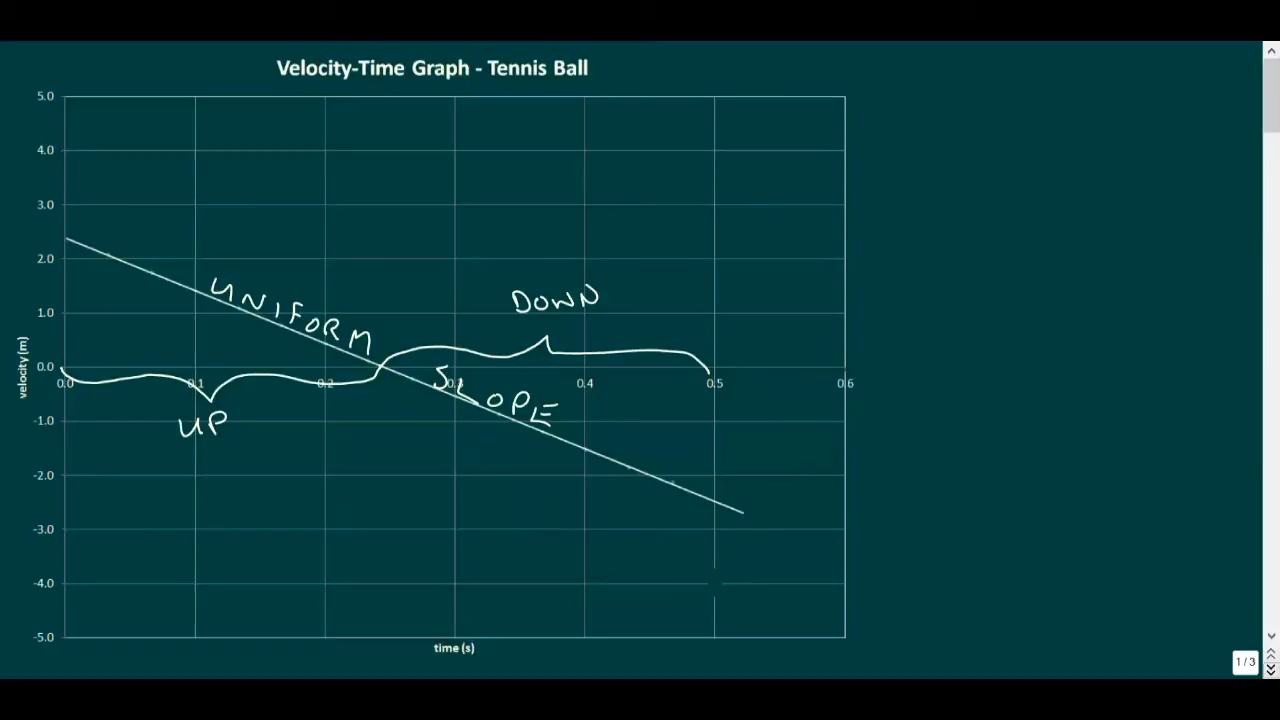 Velocity-Time Graph - Tennis Ball
5.0
4.0
3.0
2.0
1.0
0.0
-1.0
-2.0
-3.0
-4.0
-5.0
velocity (m)
0.0 0.1 0.2 0.3 0.4 0.5 0.6
time (s)
UNIFORM
SLOPE
DOWN
UP
1 / 3